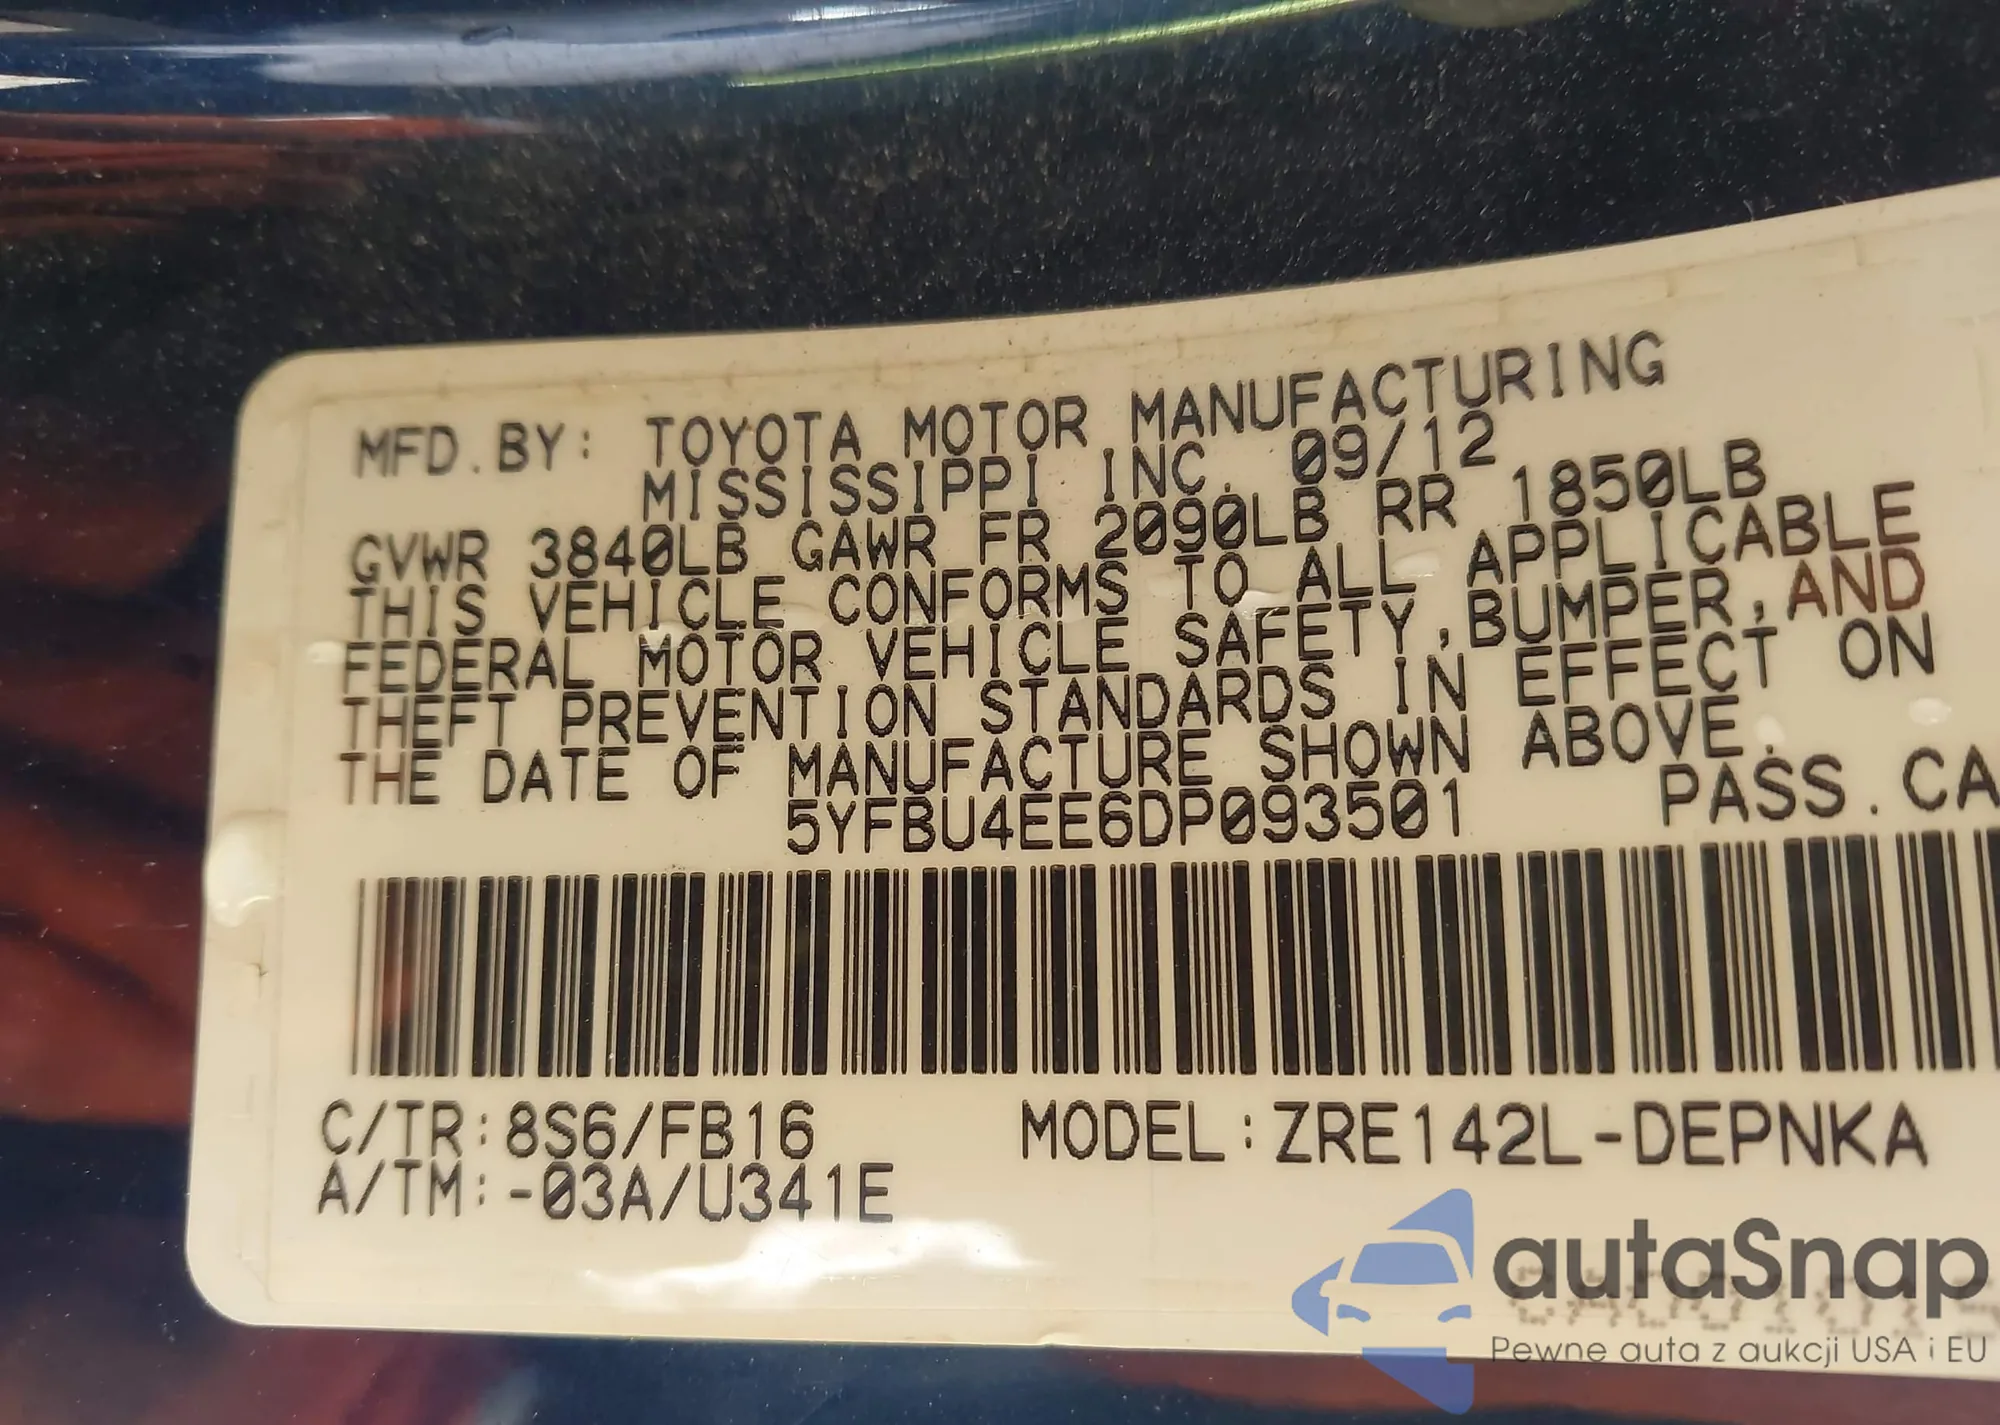 MFD.BY: TOYOTA MOTOR MANUFACTURING
MISSISSIPPI INC. 09/12
GVWR 3840LB GAWR FR 2090LB RR 1850LB
THIS VEHICLE CONFORMS TO ALL APPLICABLE
FEDERAL MOTOR VEHICLE SAFETY,BUMPER,AND
THEFT PREVENTION STANDARDS IN EFFECT ON
THE DATE OF MANUFACTURE SHOWN ABOVE.
5YFBU4EE6DP093501 PASS.CA
C/TR:8S6/FB16 MODEL:ZRE142L-DEPNKA
A/TM:-03A/U341E
autaSnap
Pewne auta z aukcji USA i EU